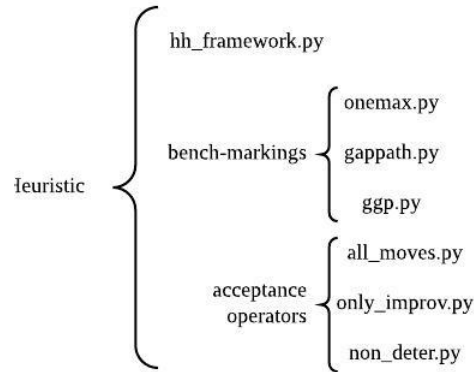 hh_framework.py
onemax.py
bench-markings
gappath.py
Heuristic
ggp.py
all_moves.py
acceptance
operators
only_improv.py
non_deter.py